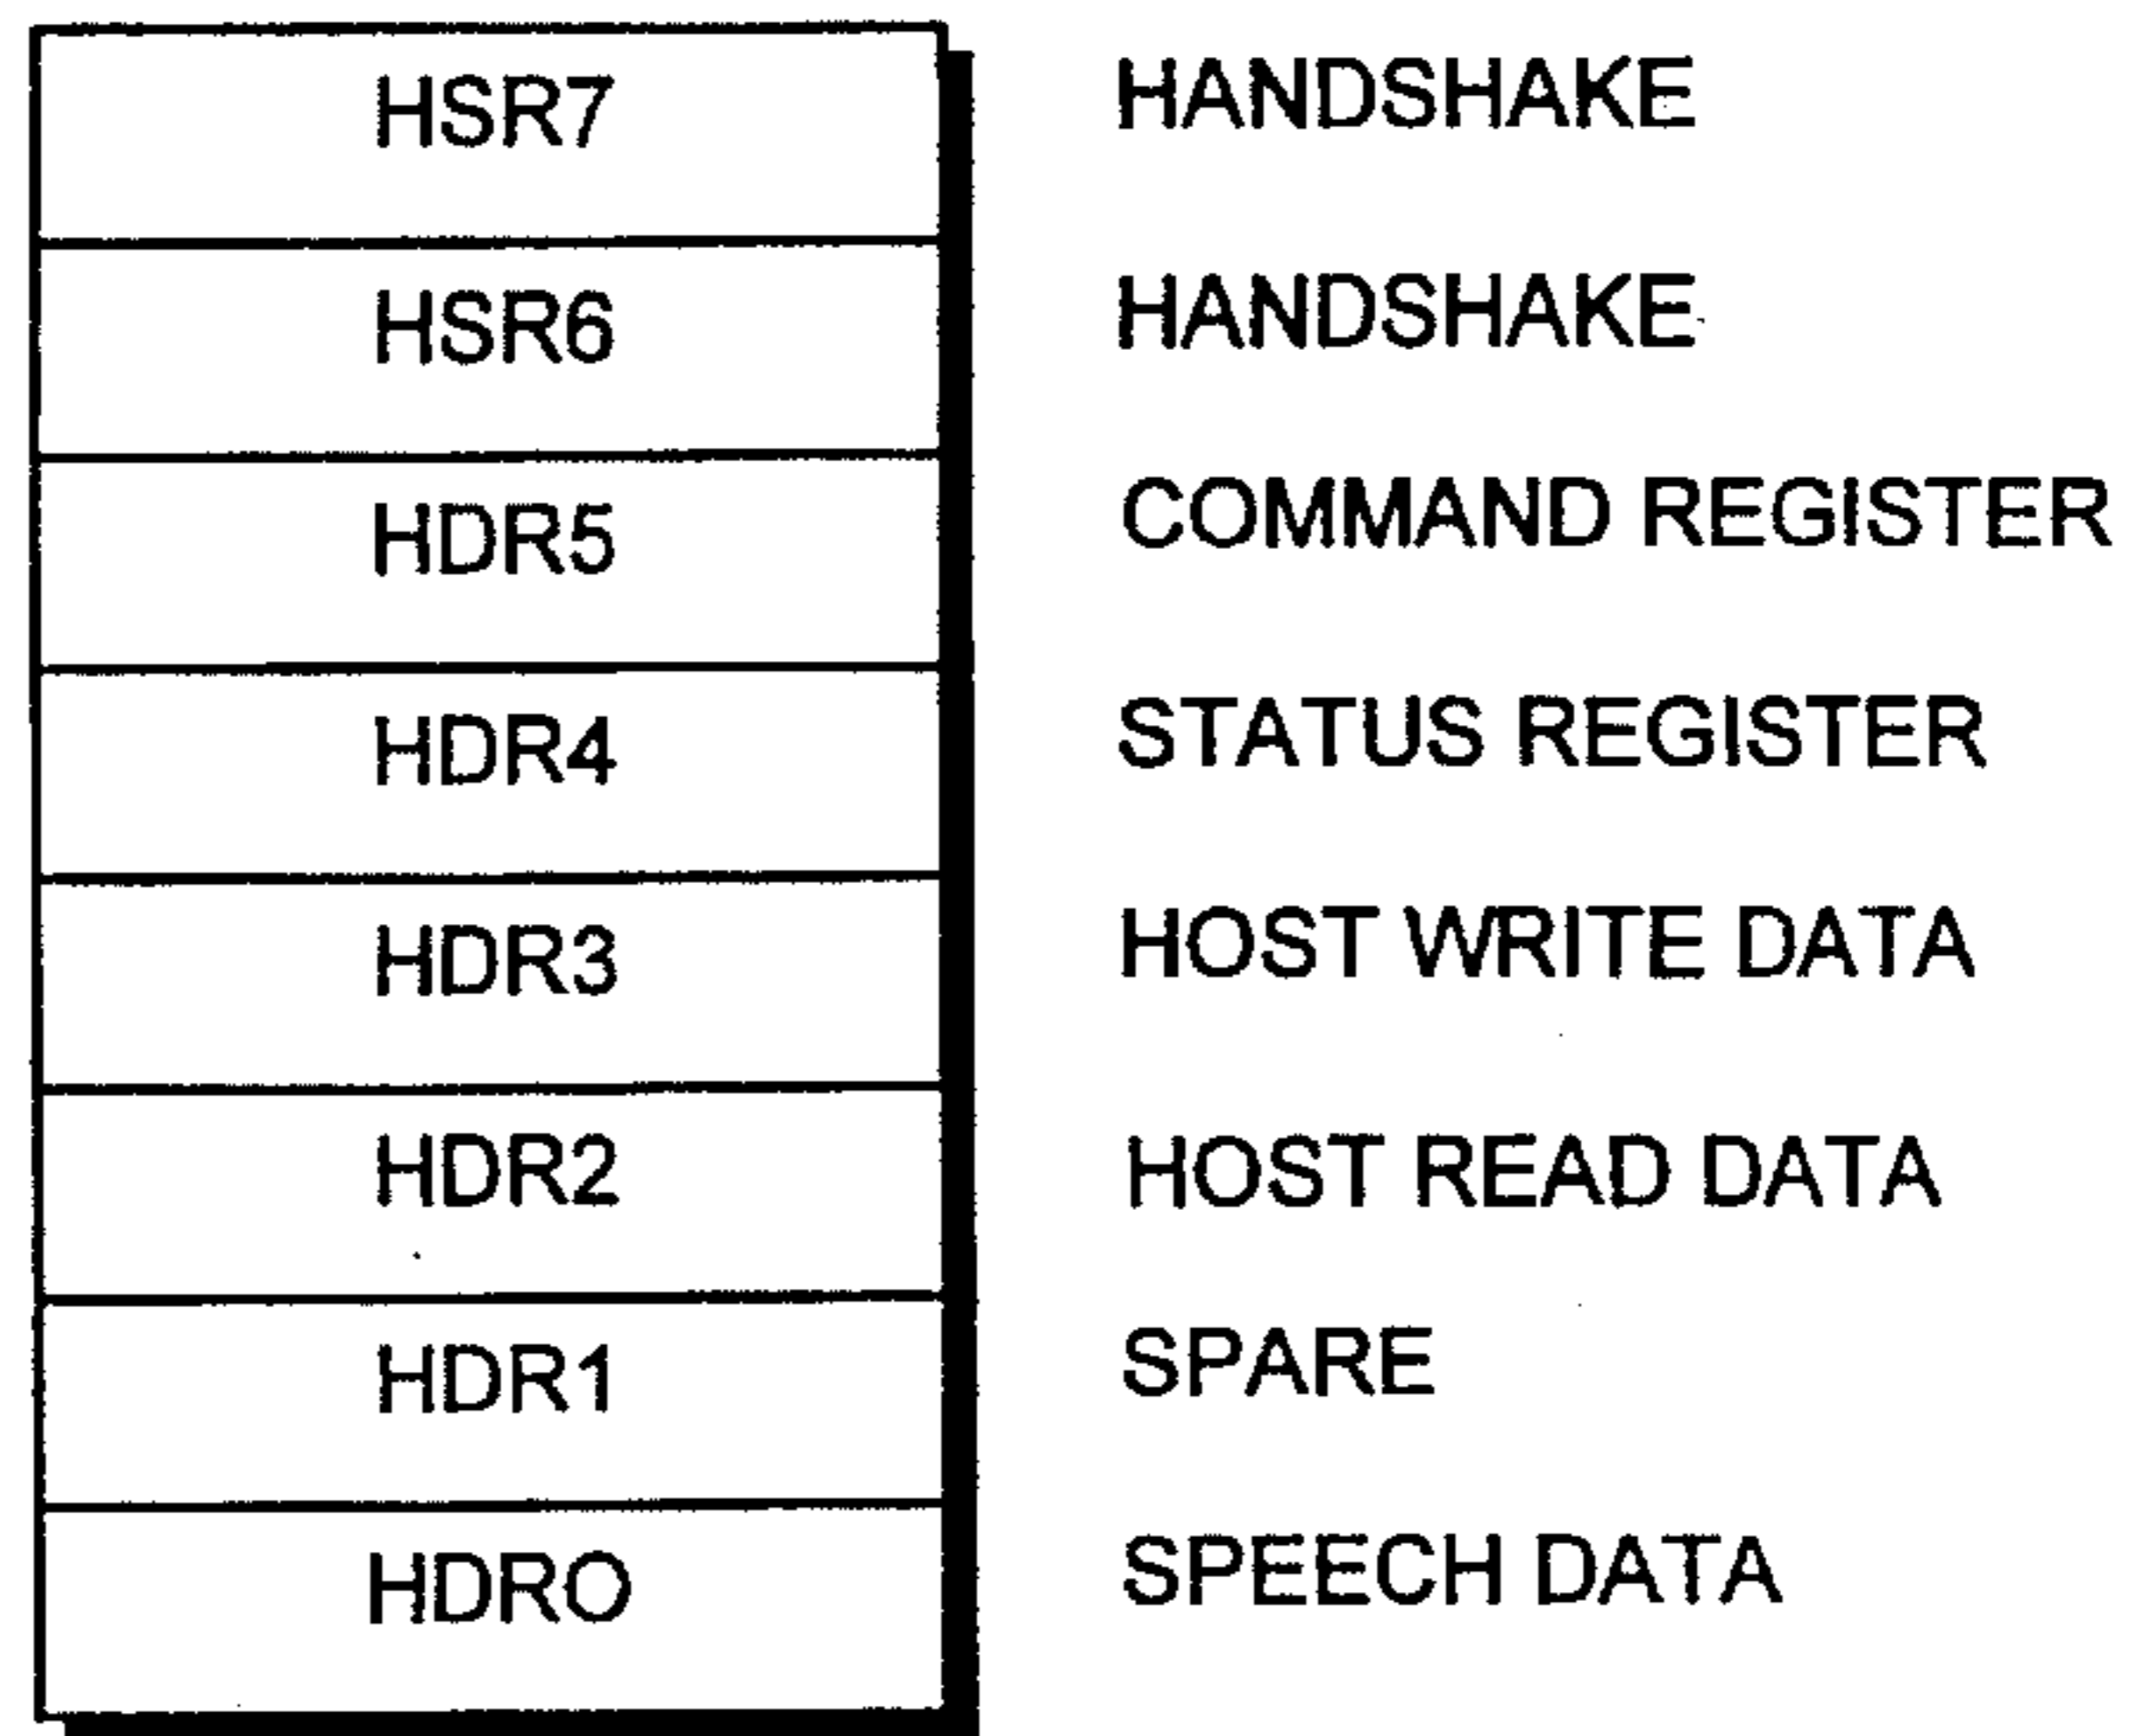 HSR7 HANDSHAKE
HSR6 HANDSHAKE
HDR5 COMMAND REGISTER
HDR4 STATUS REGISTER
HDR3 HOST WRITE DATA
HDR2 HOST READ DATA
HDR1 SPARE
HDRO SPEECH DATA